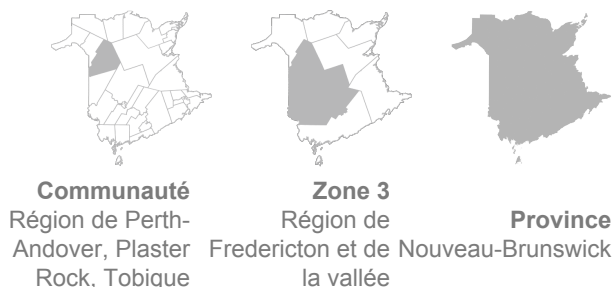 Communauté
Région de Perth-
Andover, Plaster
Rock, Tobique
Zone 3
Région de
Fredericton et de
la vallée
Province
Nouveau-Brunswick